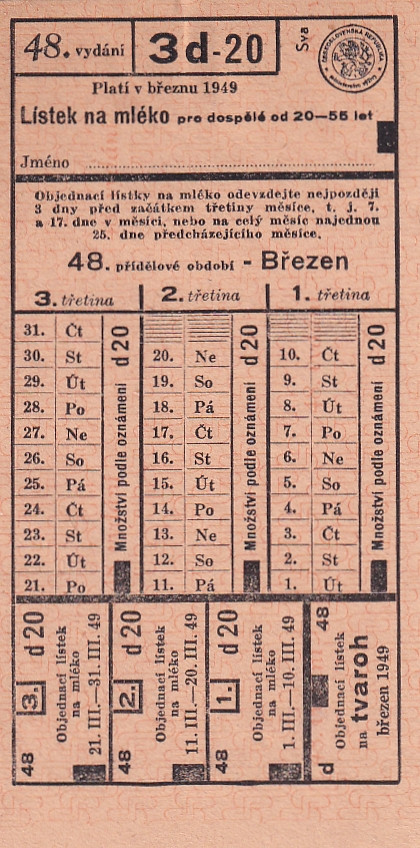 48. vydání
3d-20
Sva
ČESKOSLOVENSKÁ REPUBLIKA
Platí v březnu 1949
Lístek na mléko pro dospělé od 20—55 let
Jméno
Objednací lístky na mléko odevzdejte nejpozději
3 dny před začátkem třetiny měsíce, t. j. 7.
a 17. dne v měsíci, nebo na celý měsíc najednou
25. dne předcházejícího měsíce.
48. přídělové období - Březen
3. třetina 2. třetina 1. třetina
31. Čt
30. St 20. Ne 10. Čt
29. Út 19. So 9. St
28. Po 18. Pá 8. Út
27. Ne 17. Čt 7. Po
26. So 16. St 6. Ne
25. Pá 15. Út 5. So
24. Čt 14. Po 4. Pá
23. St 13. Ne 3. Čt
22. Út 12. So 2. St
21. Po 11. Pá 1. Út
Množství podle oznámení d 20
Množství podle oznámení d 20
Množství podle oznámení d 20
48 3. d 20
Objednací lístek
na mléko
21. III.—31. III. 49
48 2. d 20
Objednací lístek
na mléko
11. III.—20. III. 49
48 1. d 20
Objednací lístek
na mléko
1. III.—10. III. 49
d 48
Objednací lístek
na tvaroh
březen 1949